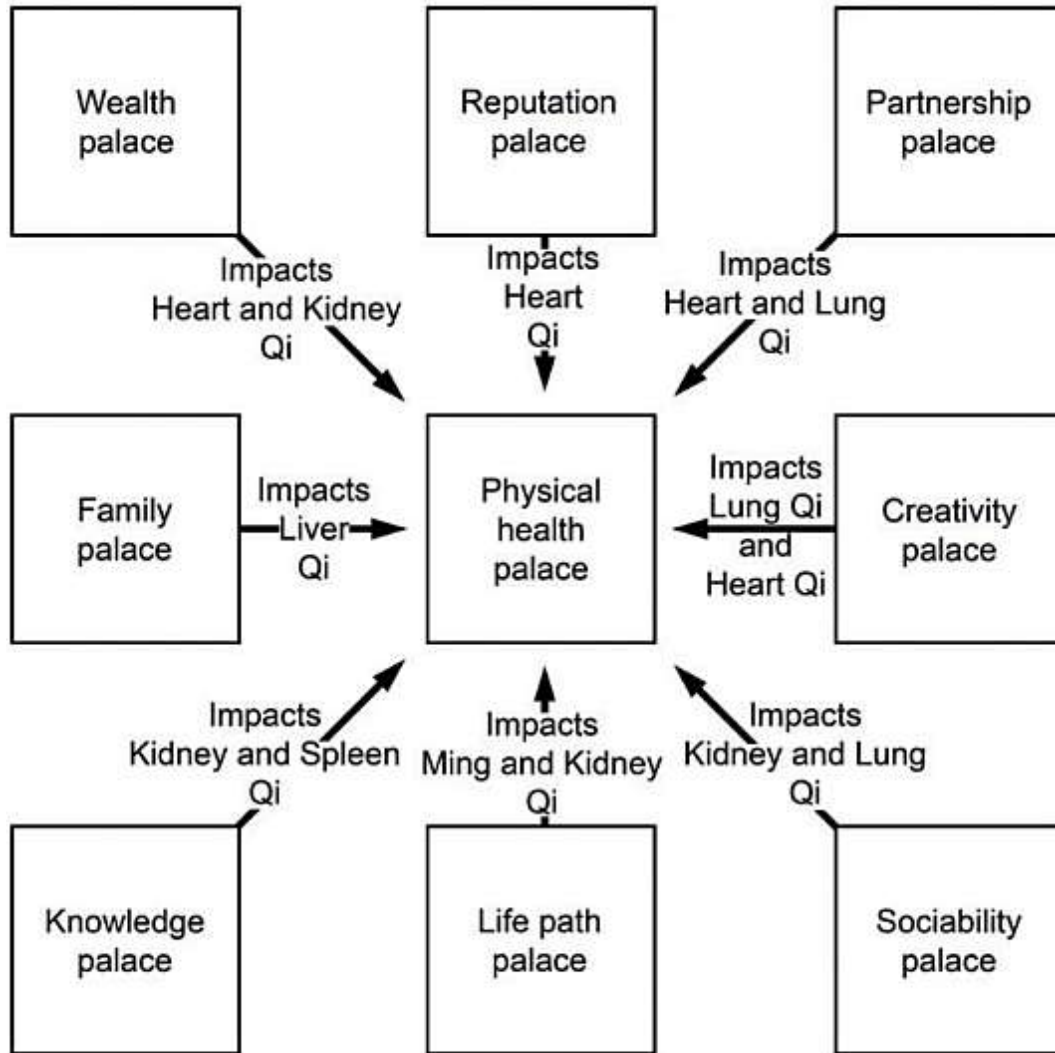 Wealth
palace
Reputation
palace
Partnership
palace
Impacts
Heart and Kidney
Qi
Impacts
Heart
Qi
Impacts
Heart and Lung
Qi
Family
palace
Impacts
Liver
Qi
Physical
health
palace
Impacts
Lung Qi
and
Heart Qi
Creativity
palace
Impacts
Kidney and Spleen
Qi
Impacts
Ming and Kidney
Qi
Impacts
Kidney and Lung
Qi
Knowledge
palace
Life path
palace
Sociability
palace